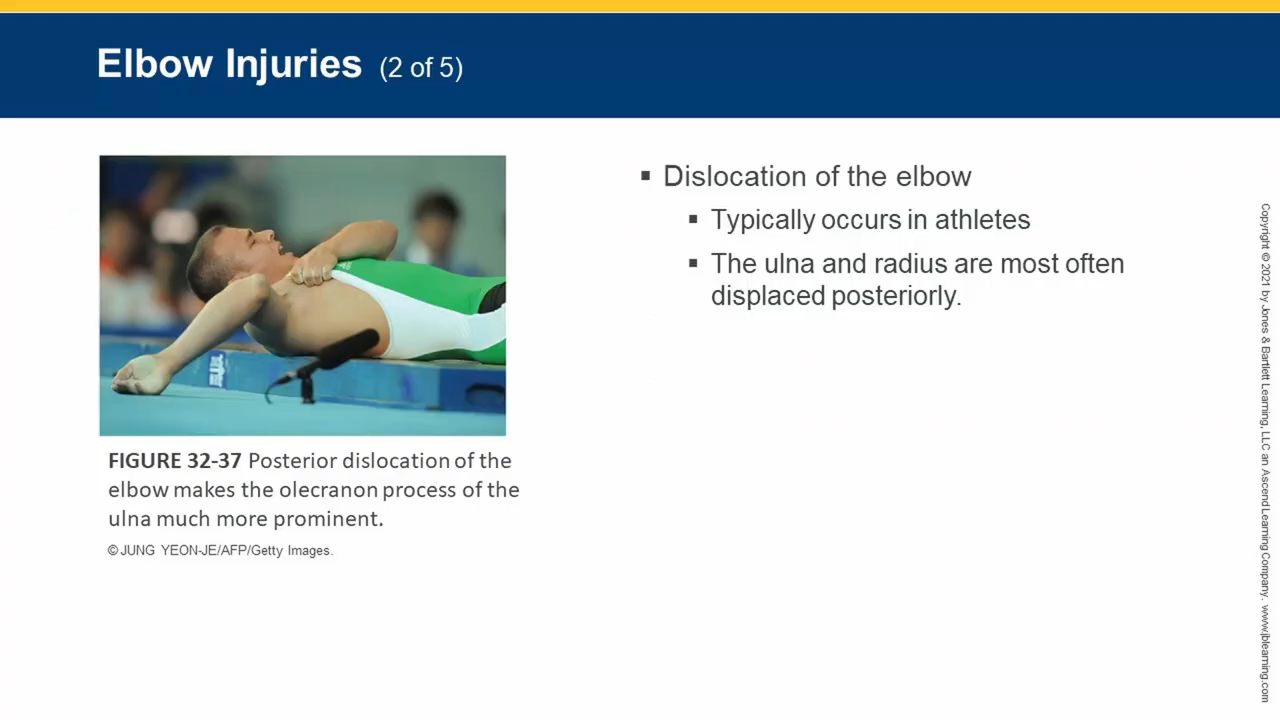 Elbow Injuries (2 of 5)
FIGURE 32-37 Posterior dislocation of the
elbow makes the olecranon process of the
ulna much more prominent.
© JUNG YEON-JE/AFP/Getty Images.
▪ Dislocation of the elbow
▪ Typically occurs in athletes
▪ The ulna and radius are most often
displaced posteriorly.
Copyright © 2021 by Jones & Bartlett Learning, LLC an Ascend Learning Company. www.jblearning.com